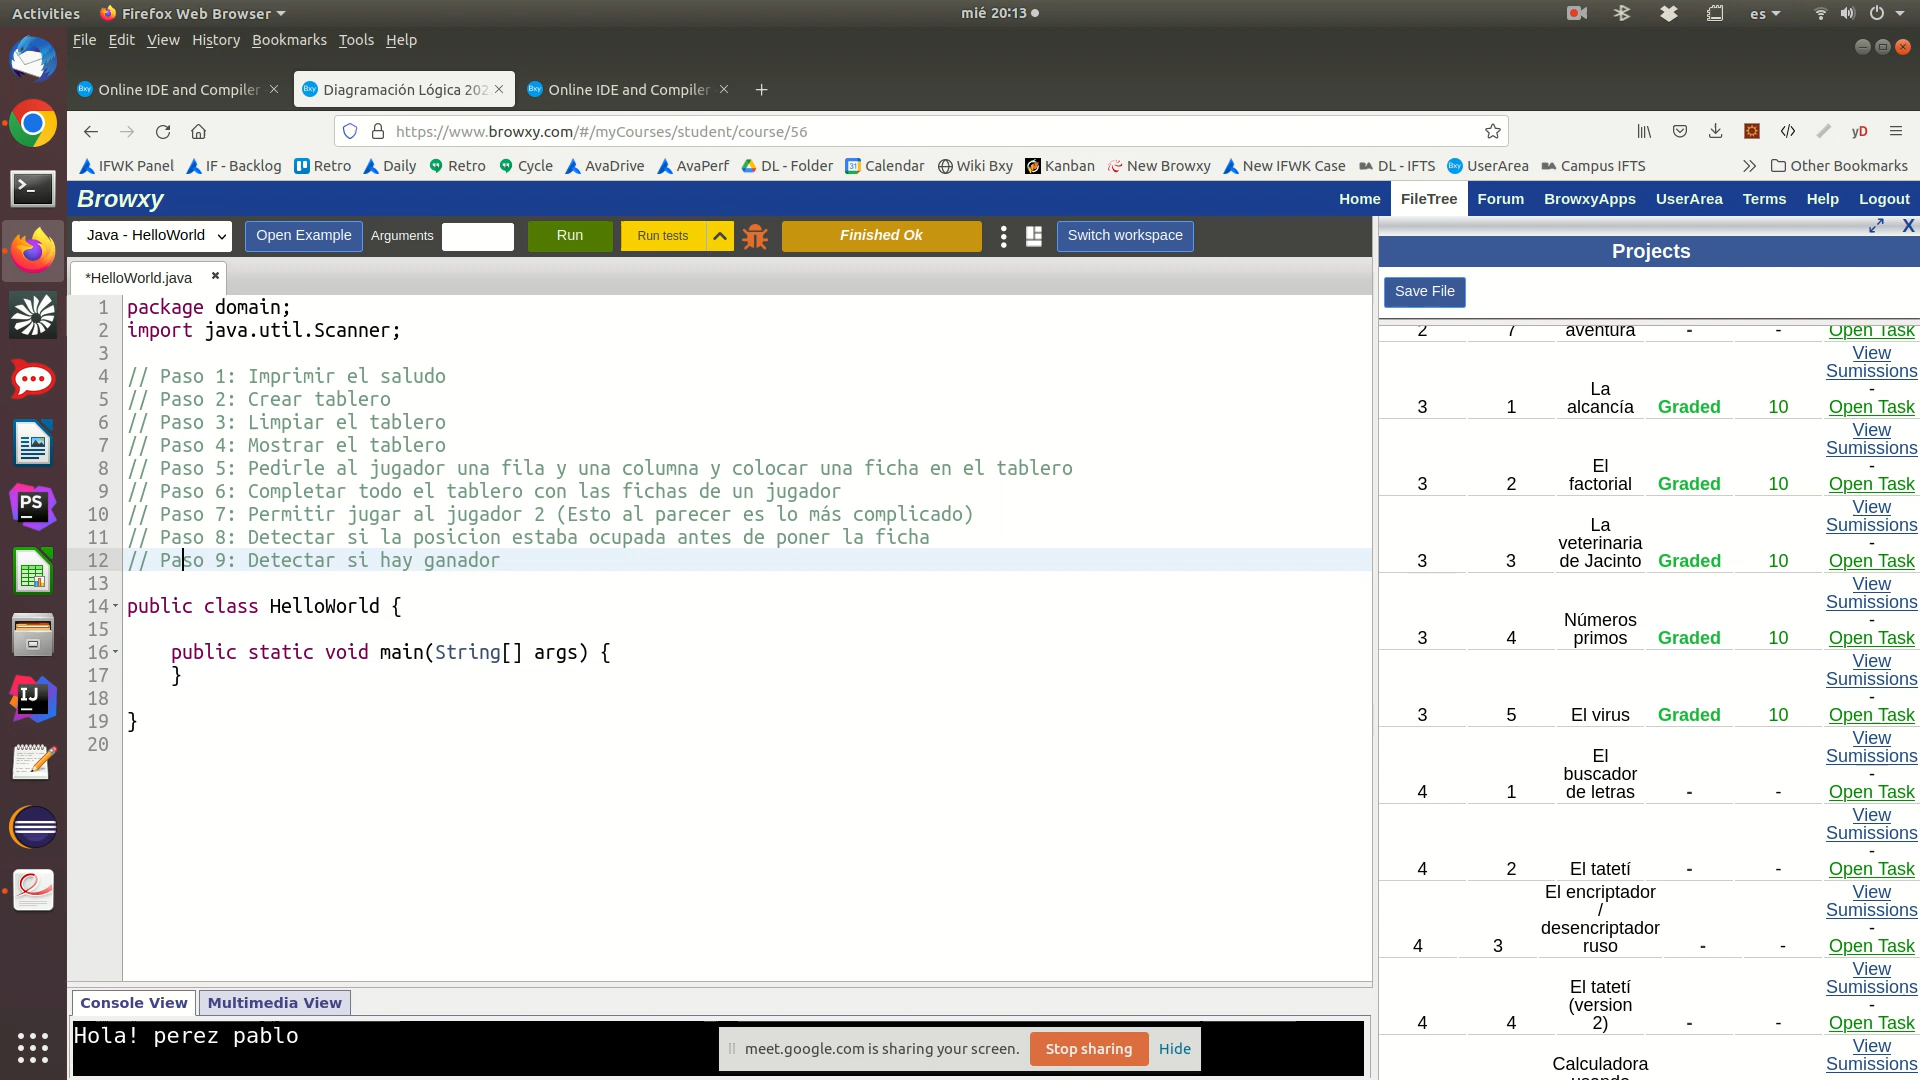 Activities
Firefox Web Browser
mié 20:13
es
File Edit View History Bookmarks Tools Help
Online IDE and Compiler
Diagramación Lógica 202
Online IDE and Compiler
https://www.browxy.com/#/myCourses/student/course/56
yD
IFWK Panel
IF - Backlog
Retro
Daily
Retro
Cycle
AvaDrive
AvaPerf
DL - Folder
Calendar
Wiki Bxy
Kanban
New Browxy
New IFWK Case
DL - IFTS
UserArea
Campus IFTS
Other Bookmarks
Browxy
Home FileTree Forum BrowxyApps UserArea Terms Help Logout
Java - HelloWorld
Open Example
Arguments
Run
Run tests
Finished Ok
Switch workspace
X
Projects
Save File
*HelloWorld.java
1 package domain;
2 import java.util.Scanner;
3
4 // Paso 1: Imprimir el saludo
5 // Paso 2: Crear tablero
6 // Paso 3: Limpiar el tablero
7 // Paso 4: Mostrar el tablero
8 // Paso 5: Pedirle al jugador una fila y una columna y colocar una ficha en el tablero
9 // Paso 6: Completar todo el tablero con las fichas de un jugador
10 // Paso 7: Permitir jugar al jugador 2 (Esto al parecer es lo más complicado)
11 // Paso 8: Detectar si la posicion estaba ocupada antes de poner la ficha
12 // Paso 9: Detectar si hay ganador
13
14 public class HelloWorld {
15
16 public static void main(String[] args) {
17 }
18
19 }
20
2 7 aventura - - Open Task
View
Sumissions
-
3 1 La alcancía Graded 10 Open Task
View
Sumissions
-
3 2 El factorial Graded 10 Open Task
View
Sumissions
-
3 3 La veterinaria de Jacinto Graded 10 Open Task
View
Sumissions
-
3 4 Números primos Graded 10 Open Task
View
Sumissions
-
3 5 El virus Graded 10 Open Task
View
Sumissions
-
4 1 El buscador de letras - - Open Task
View
Sumissions
-
4 2 El tatetí - - Open Task
View
Sumissions
-
4 3 El encriptador / desencriptador ruso - - Open Task
View
Sumissions
-
4 4 El tatetí (version 2) - - Open Task
View
Sumissions
Calculadora
Console View
Multimedia View
Hola! perez pablo
meet.google.com is sharing your screen.
Stop sharing
Hide